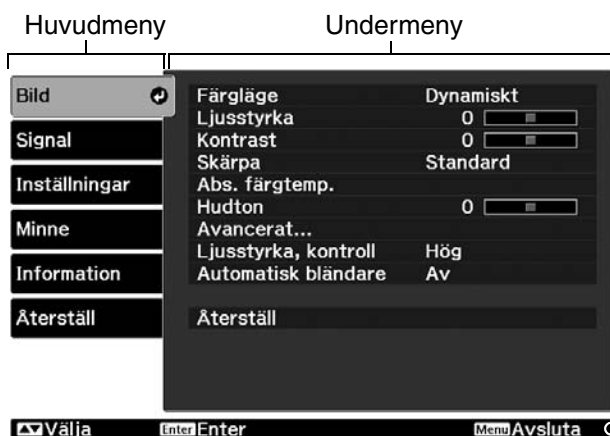 Huvudmeny Undermeny
Bild Färgläge Dynamiskt
Ljusstyrka 0
Signal Kontrast 0
Skärpa Standard
Inställningar Abs. färgtemp.
Hudton 0
Minne Avancerat...
Ljusstyrka, kontroll Hög
Information Automatisk bländare Av
Återställ Återställ
Välja Enter Enter Menu Avsluta